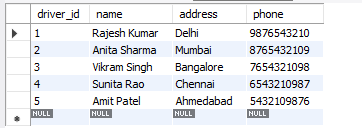 driver_id name address phone
1 Rajesh Kumar Delhi 9876543210
2 Anita Sharma Mumbai 8765432109
3 Vikram Singh Bangalore 7654321098
4 Sunita Rao Chennai 6543210987
5 Amit Patel Ahmedabad 5432109876
NULL NULL NULL NULL